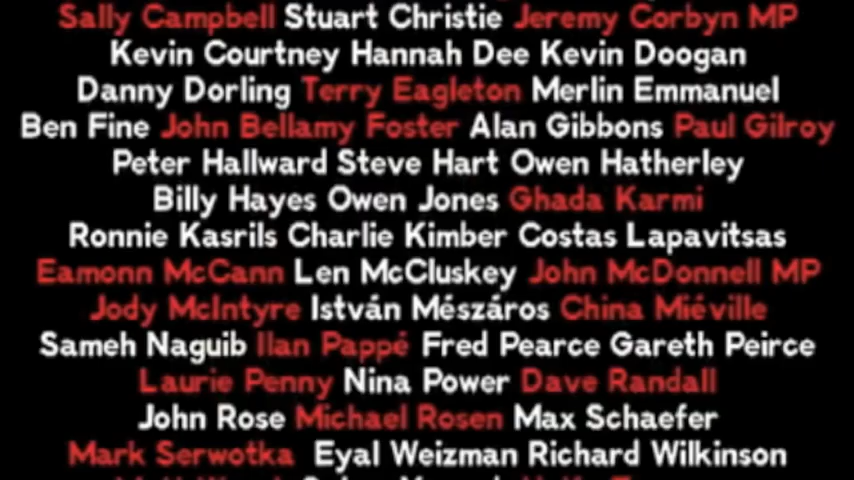 Sally Campbell Stuart Christie Jeremy Corbyn MP
Kevin Courtney Hannah Dee Kevin Doogan
Danny Dorling Terry Eagleton Merlin Emmanuel
Ben Fine John Bellamy Foster Alan Gibbons Paul Gilroy
Peter Hallward Steve Hart Owen Hatherley
Billy Hayes Owen Jones Ghada Karmi
Ronnie Kasrils Charlie Kimber Costas Lapavitsas
Eamonn McCann Len McCluskey John McDonnell MP
Jody McIntyre István Mészáros China Miéville
Sameh Naguib Ilan Pappé Fred Pearce Gareth Peirce
Laurie Penny Nina Power Dave Randall
John Rose Michael Rosen Max Schaefer
Mark Serwotka Eyal Weizman Richard Wilkinson